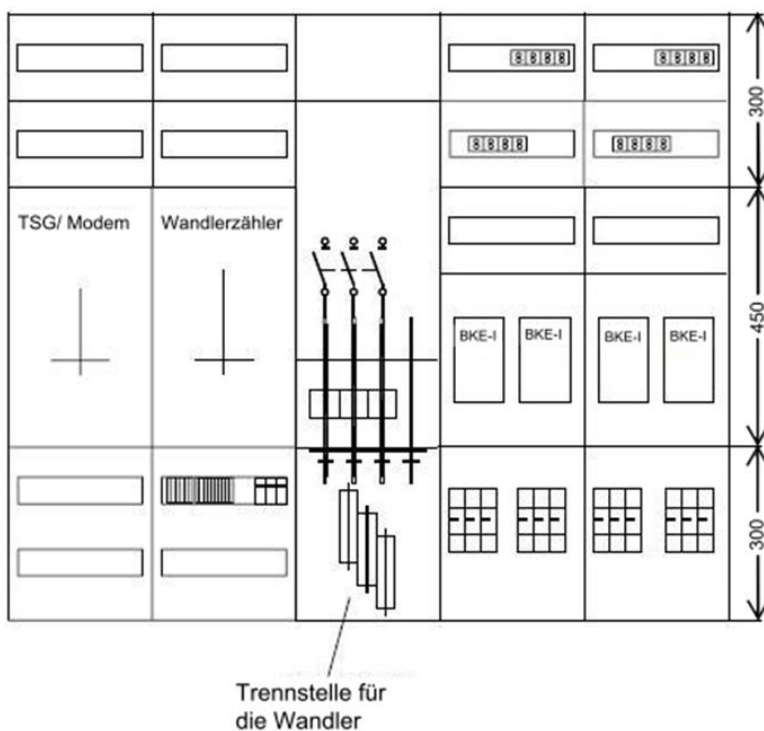 300
TSG/ Modem
Wandlerzähler
450
BKE-I
BKE-I
BKE-I
BKE-I
300
Trennstelle für
die Wandler